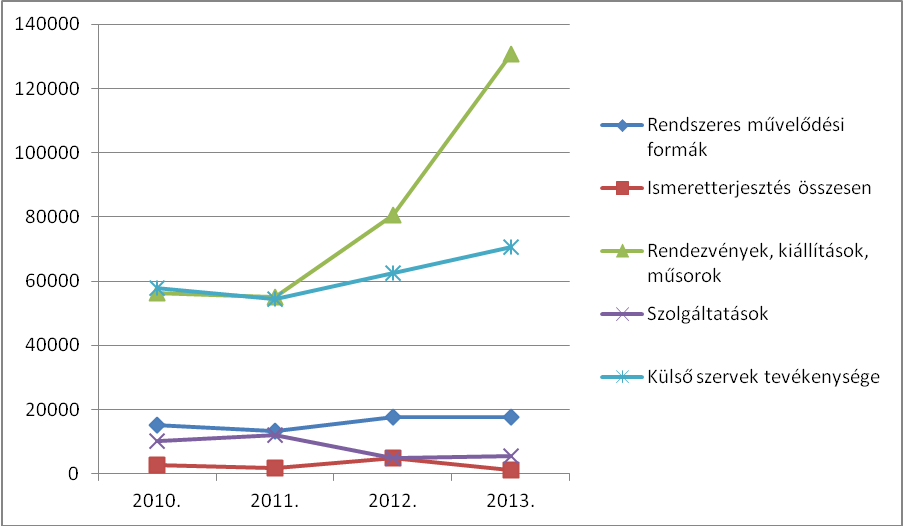 140000
120000
100000
80000
60000
40000
20000
0
2010.
2011.
2012.
2013.
Rendszeres művelődési
formák
Ismeretterjesztés összesen
Rendezvények, kiállítások,
műsorok
Szolgáltatások
Külső szervek tevékenysége